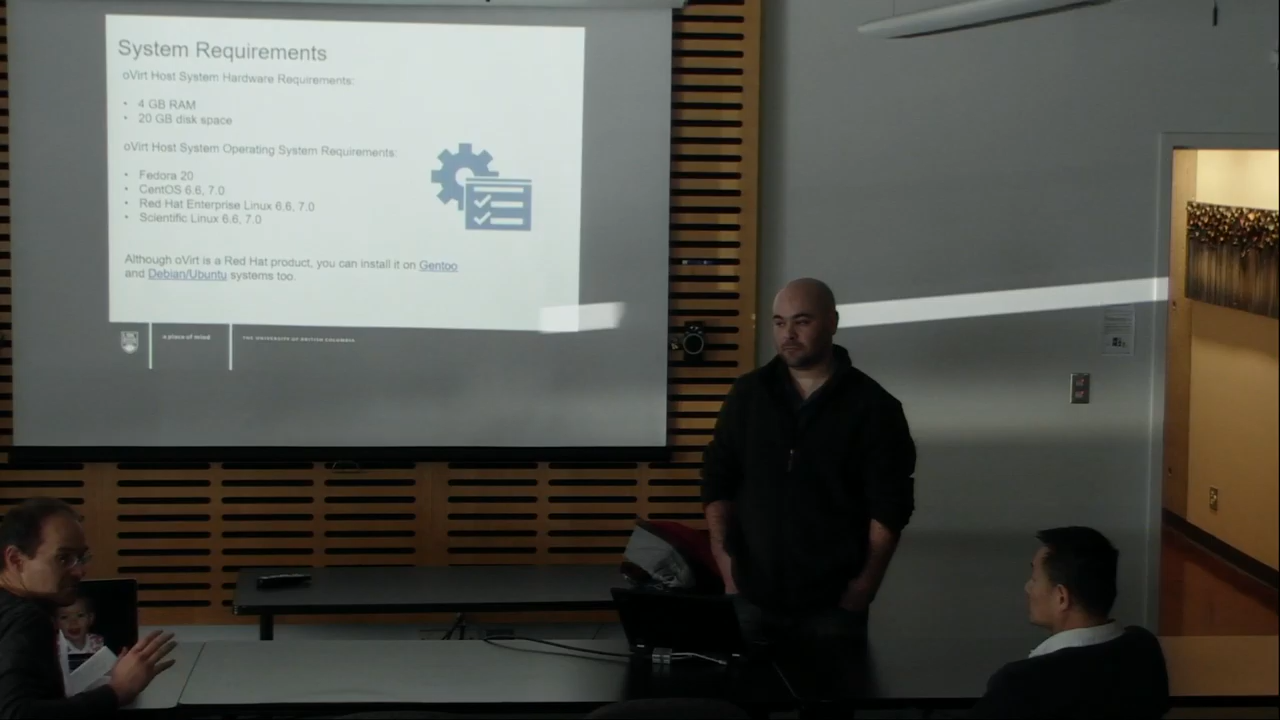 System Requirements
oVirt Host System Hardware Requirements:
• 4 GB RAM
• 20 GB disk space
oVirt Host System Operating System Requirements:
• Fedora 20
• CentOS 6.6, 7.0
• Red Hat Enterprise Linux 6.6, 7.0
• Scientific Linux 6.6, 7.0
Although oVirt is a Red Hat product, you can install it on Gentoo
and Debian/Ubuntu systems too.
a place of mind
THE UNIVERSITY OF BRITISH COLUMBIA